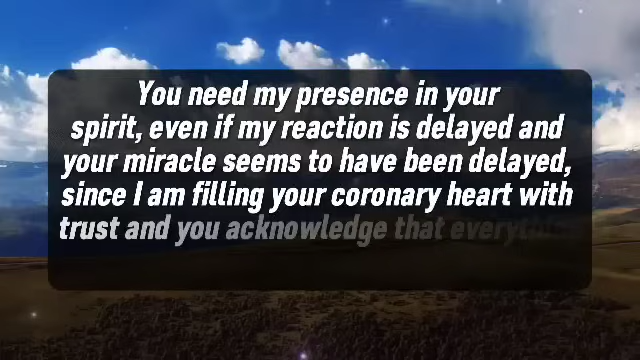 You need my presence in your
spirit, even if my reaction is delayed and
your miracle seems to have been delayed,
since I am filling your coronary heart with
trust and you acknowledge that